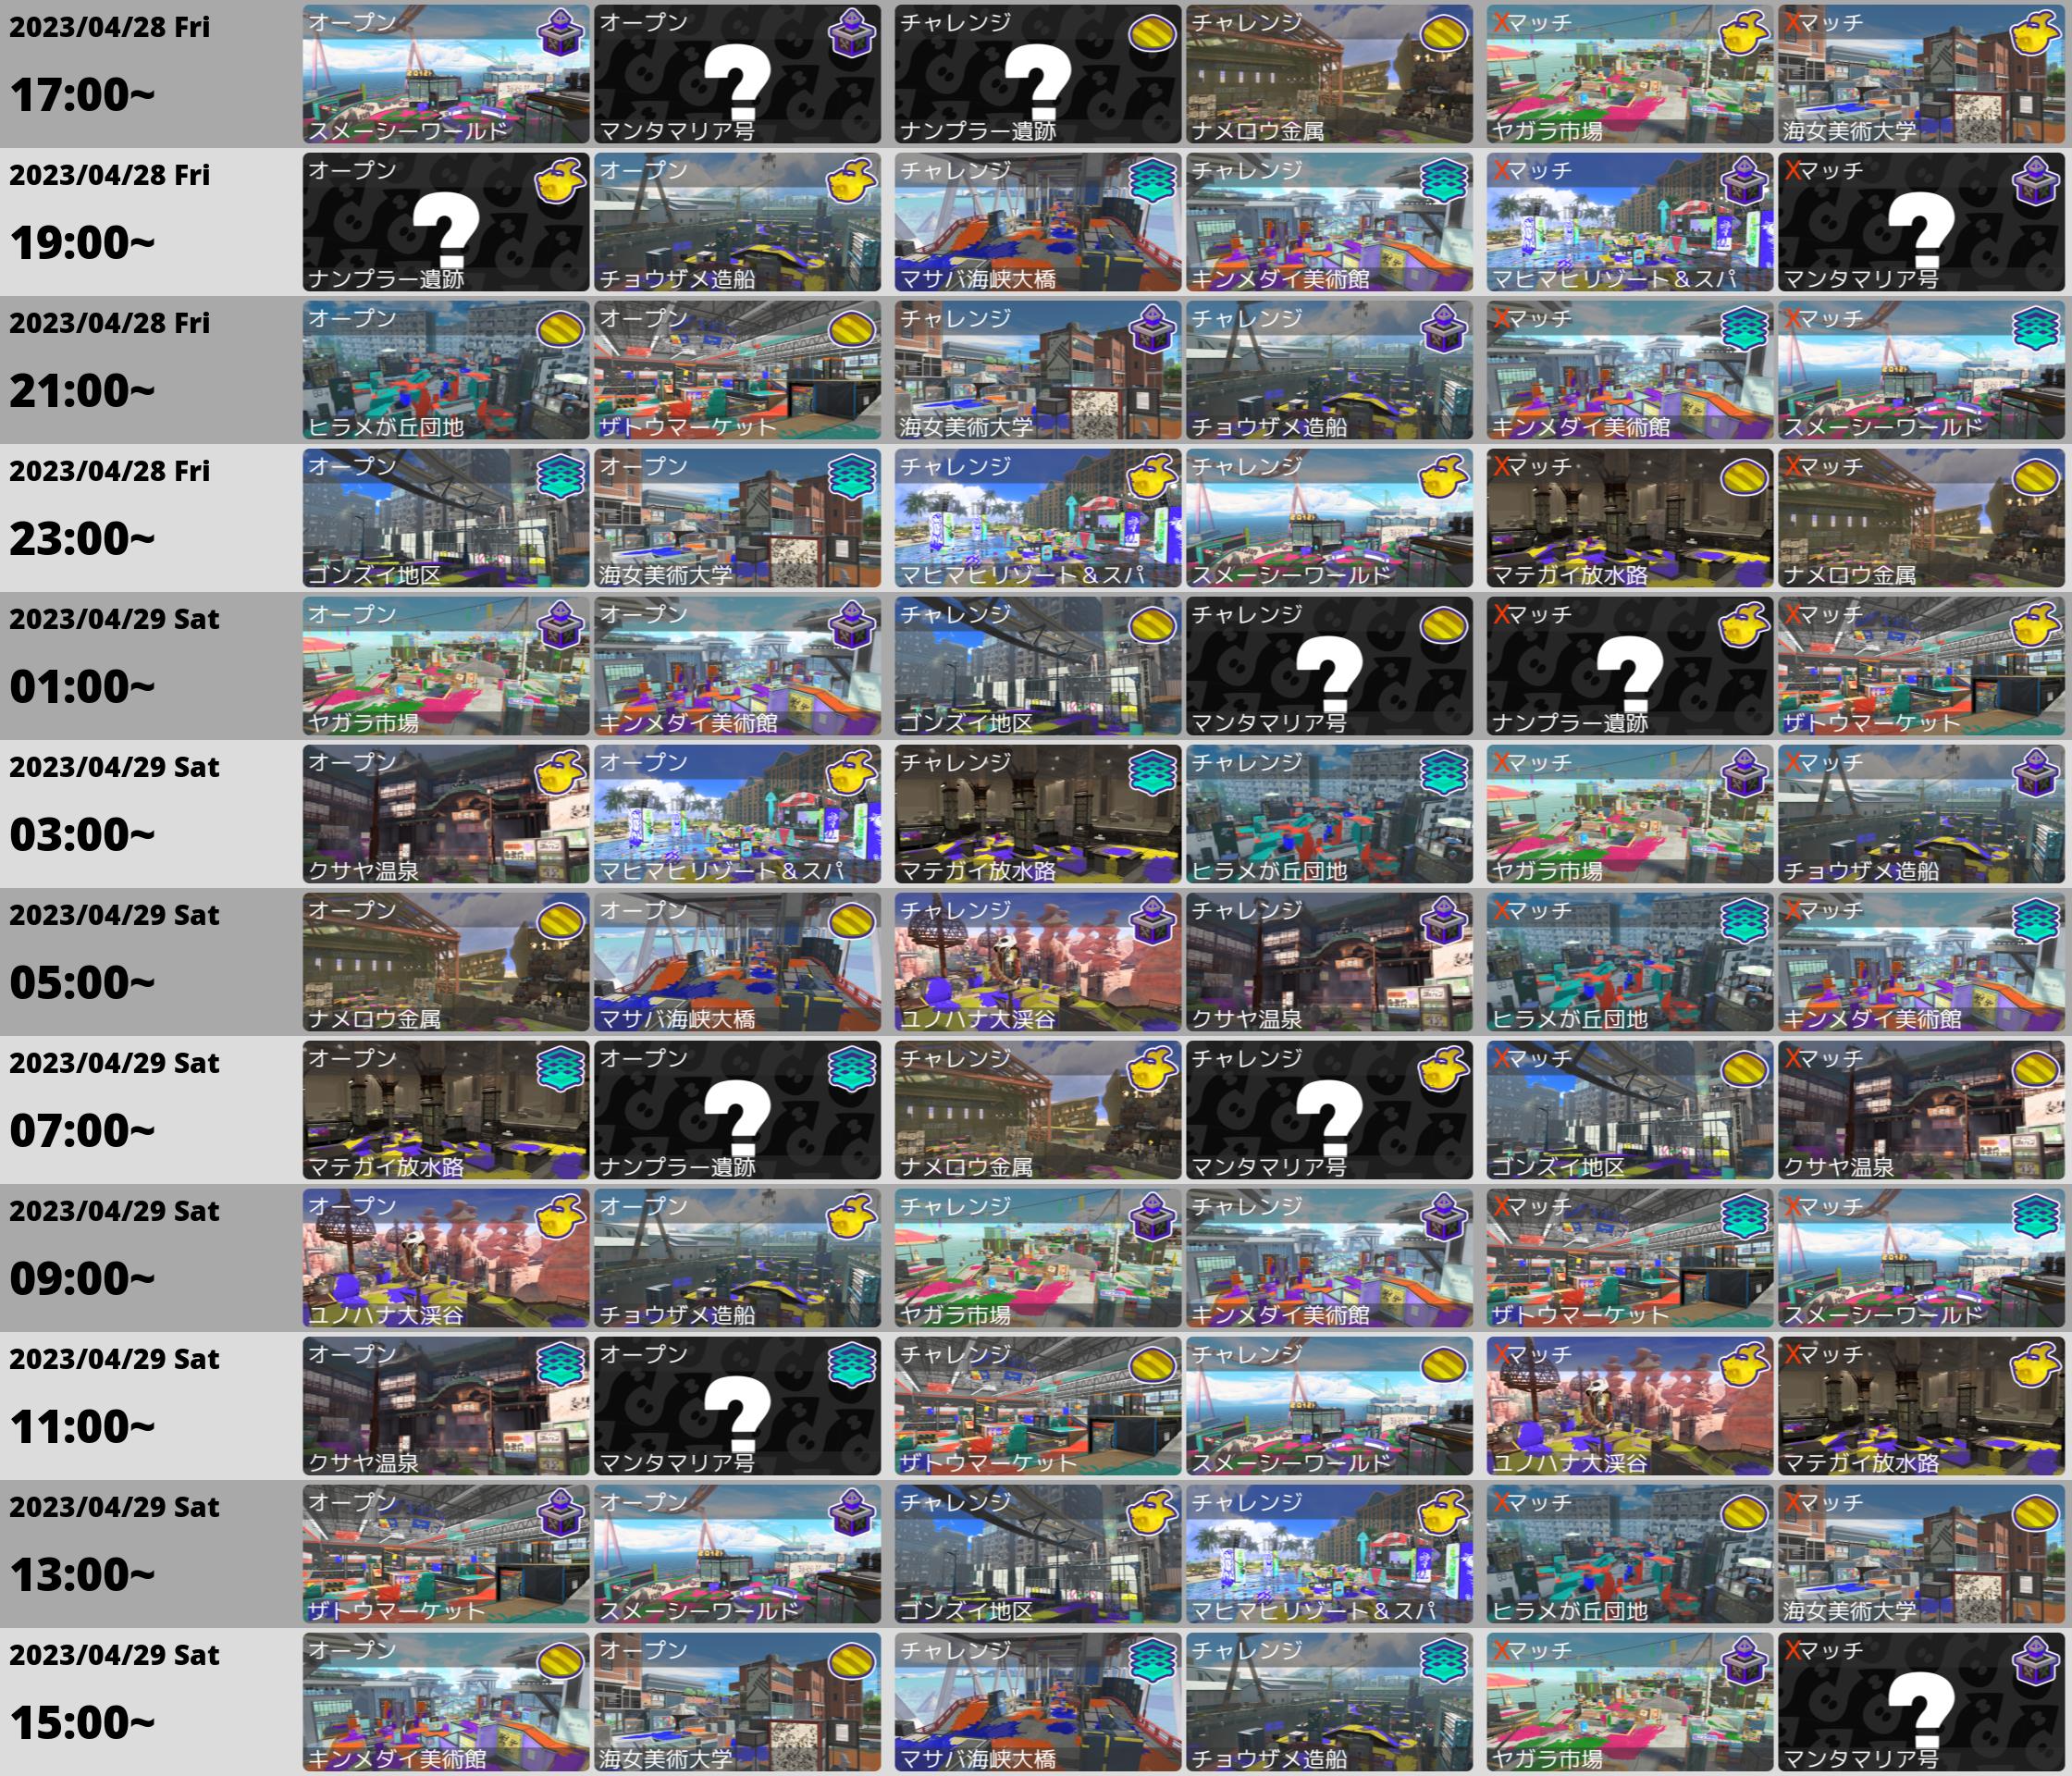 2023/04/28 Fri
17:00~
オープン オープン チャレンジ チャレンジ Xマッチ Xマッチ
スメーシーワールド マンタマリア号 ナンプラー遺跡 ナメロウ金属 ヤガラ市場 海女美術大学
2023/04/28 Fri
19:00~
オープン オープン チャレンジ チャレンジ Xマッチ Xマッチ
ナンプラー遺跡 チョウザメ造船 マサバ海峡大橋 キンメダイ美術館 マヒマヒリゾート&スパ マンタマリア号
2023/04/28 Fri
21:00~
オープン オープン チャレンジ チャレンジ Xマッチ Xマッチ
ヒラメが丘団地 ザトウマーケット 海女美術大学 チョウザメ造船 キンメダイ美術館 スメーシーワールド
2023/04/28 Fri
23:00~
オープン オープン チャレンジ チャレンジ Xマッチ Xマッチ
ゴンズイ地区 海女美術大学 マヒマヒリゾート&スパ スメーシーワールド マテガイ放水路 ナメロウ金属
2023/04/29 Sat
01:00~
オープン オープン チャレンジ チャレンジ Xマッチ Xマッチ
ヤガラ市場 キンメダイ美術館 ゴンズイ地区 マンタマリア号 ナンプラー遺跡 ザトウマーケット
2023/04/29 Sat
03:00~
オープン オープン チャレンジ チャレンジ Xマッチ Xマッチ
クサヤ温泉 マヒマヒリゾート&スパ マテガイ放水路 ヒラメが丘団地 ヤガラ市場 チョウザメ造船
2023/04/29 Sat
05:00~
オープン オープン チャレンジ チャレンジ Xマッチ Xマッチ
ナメロウ金属 マサバ海峡大橋 ユノハナ大渓谷 クサヤ温泉 ヒラメが丘団地 キンメダイ美術館
2023/04/29 Sat
07:00~
オープン オープン チャレンジ チャレンジ Xマッチ Xマッチ
マテガイ放水路 ナンプラー遺跡 ナメロウ金属 マンタマリア号 ゴンズイ地区 クサヤ温泉
2023/04/29 Sat
09:00~
オープン オープン チャレンジ チャレンジ Xマッチ Xマッチ
ユノハナ大渓谷 チョウザメ造船 ヤガラ市場 キンメダイ美術館 ザトウマーケット スメーシーワールド
2023/04/29 Sat
11:00~
オープン オープン チャレンジ チャレンジ Xマッチ Xマッチ
クサヤ温泉 マンタマリア号 ザトウマーケット スメーシーワールド ユノハナ大渓谷 マテガイ放水路
2023/04/29 Sat
13:00~
オープン オープン チャレンジ チャレンジ Xマッチ Xマッチ
ザトウマーケット スメーシーワールド ゴンズイ地区 マヒマヒリゾート&スパ ヒラメが丘団地 海女美術大学
2023/04/29 Sat
15:00~
オープン オープン チャレンジ チャレンジ Xマッチ Xマッチ
キンメダイ美術館 海女美術大学 マサバ海峡大橋 チョウザメ造船 ヤガラ市場 マンタマリア号